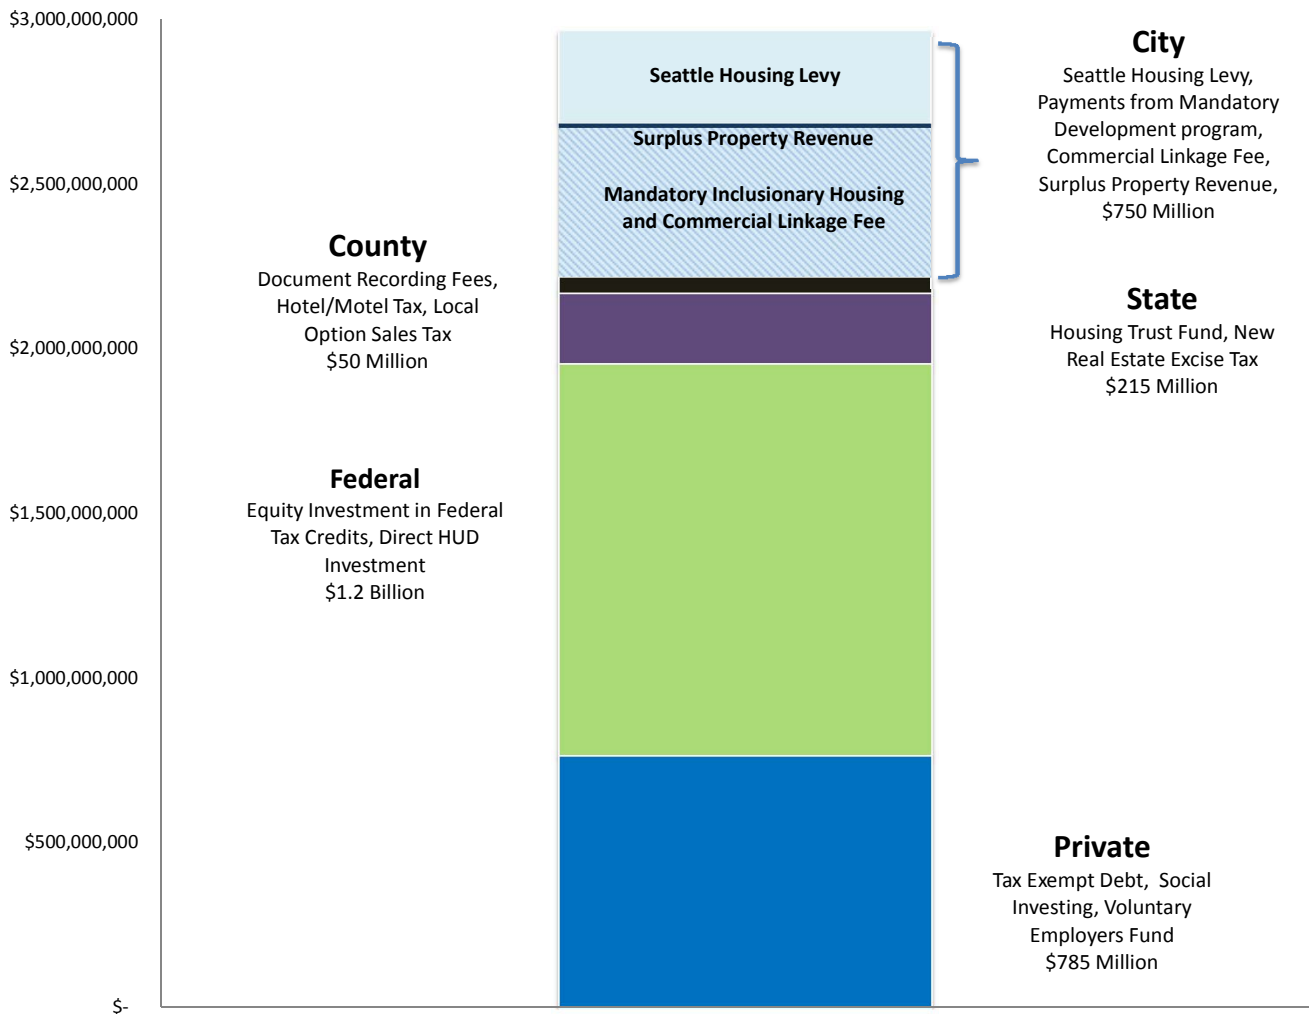 $3,000,000,000
$2,500,000,000
$2,000,000,000
$1,500,000,000
$1,000,000,000
$500,000,000
$-
County
Document Recording Fees,
Hotel/Motel Tax, Local
Option Sales Tax
$50 Million
Federal
Equity Investment in Federal
Tax Credits, Direct HUD
Investment
$1.2 Billion
Seattle Housing Levy
Surplus Property Revenue
Mandatory Inclusionary Housing
and Commercial Linkage Fee
City
Seattle Housing Levy,
Payments from Mandatory
Development program,
Commercial Linkage Fee,
Surplus Property Revenue,
$750 Million
State
Housing Trust Fund, New
Real Estate Excise Tax
$215 Million
Private
Tax Exempt Debt, Social
Investing, Voluntary
Employers Fund
$785 Million